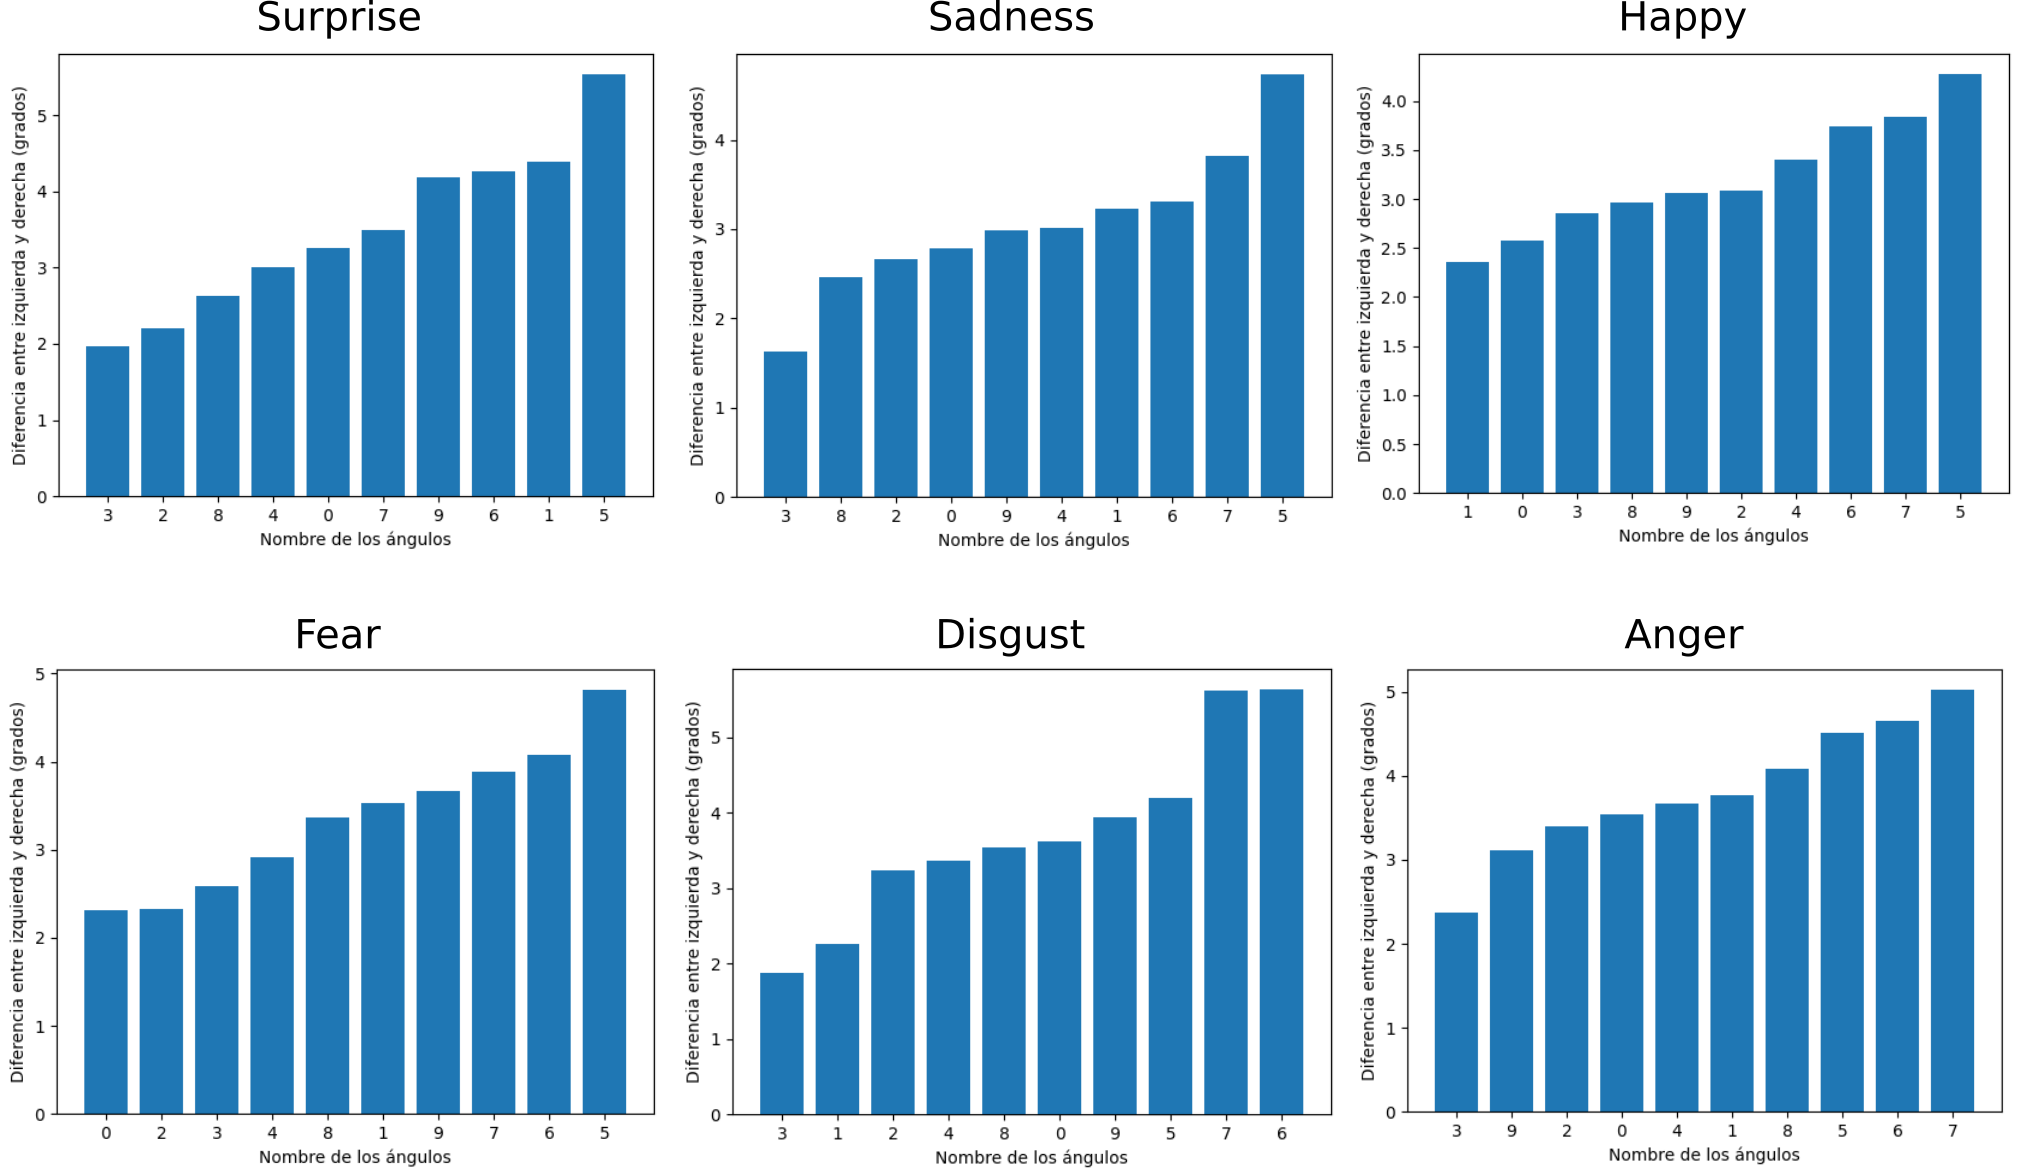 Surprise
Diferencia entre izquierda y derecha (grados)
5
4
3
2
1
0
3 2 8 4 0 7 9 6 1 5
Nombre de los ángulos
Sadness
Diferencia entre izquierda y derecha (grados)
4
3
2
1
0
3 8 2 0 9 4 1 6 7 5
Nombre de los ángulos
Happy
Diferencia entre izquierda y derecha (grados)
4.0
3.5
3.0
2.5
2.0
1.5
1.0
0.5
0.0
1 0 3 8 9 2 4 6 7 5
Nombre de los ángulos
Fear
Diferencia entre izquierda y derecha (grados)
5
4
3
2
1
0
0 2 3 4 8 1 9 7 6 5
Nombre de los ángulos
Disgust
Diferencia entre izquierda y derecha (grados)
5
4
3
2
1
0
3 1 2 4 8 0 9 5 7 6
Nombre de los ángulos
Anger
Diferencia entre izquierda y derecha (grados)
5
4
3
2
1
0
3 9 2 0 4 1 8 5 6 7
Nombre de los ángulos